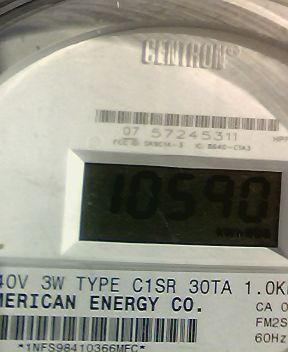 CENTRON®
07 57245311
10590
40V 3W TYPE C1SR 30TA 1.0K
MERICAN ENERGY CO.
CA 0
FM2S
60Hz
*1NFS98410366MFC*